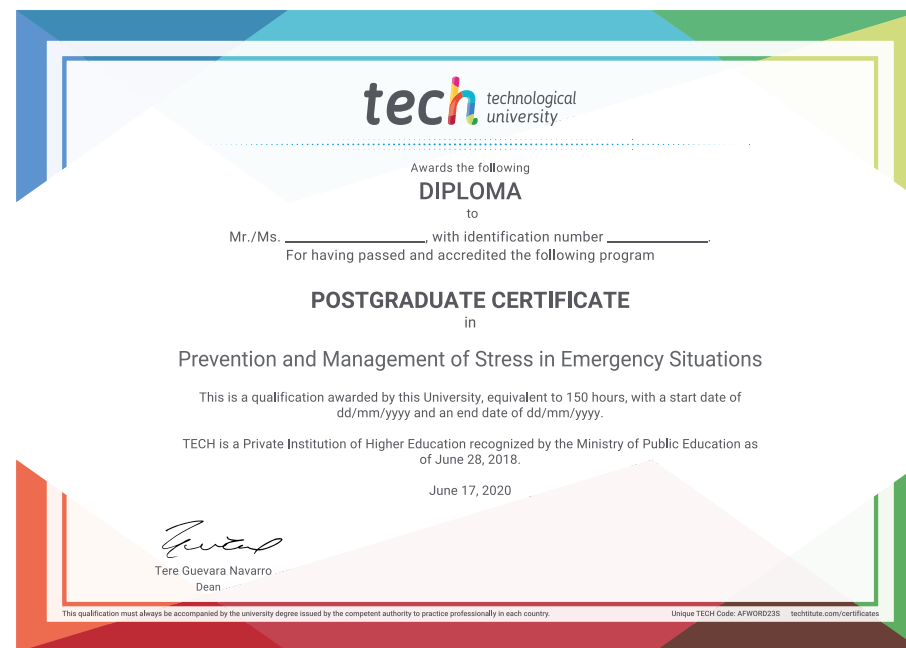 tech technological
university
Awards the following
DIPLOMA
to
Mr./Ms. ____________________, with identification number ______________.
For having passed and accredited the following program
POSTGRADUATE CERTIFICATE
in
Prevention and Management of Stress in Emergency Situations
This is a qualification awarded by this University, equivalent to 150 hours, with a start date of
dd/mm/yyyy and an end date of dd/mm/yyyy.
TECH is a Private Institution of Higher Education recognized by the Ministry of Public Education as
of June 28, 2018.
June 17, 2020
Tere Guevara Navarro
Dean
This qualification must always be accompanied by the university degree issued by the competent authority to practice professionally in each country. Unique TECH Code: AFWORD23S techtitute.com/certificates